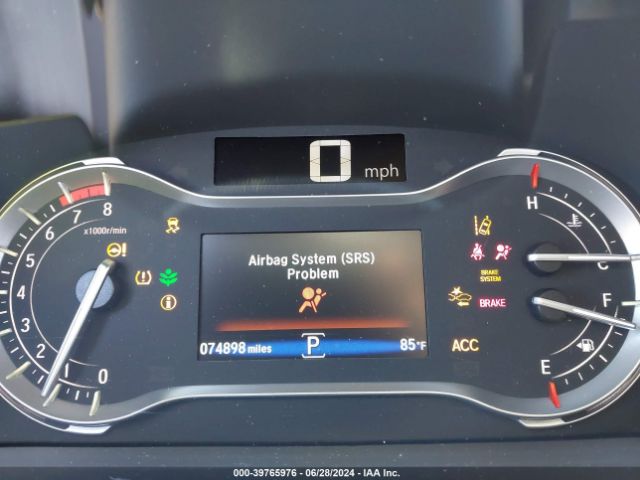 0 mph
8
7
6
x1000r/min
5
4
3
2
1
0
Airbag System (SRS)
Problem
074898 miles
P
85°F
BRAKE
SYSTEM
BRAKE
ACC
H
C
F
E
000-39765976 - 06/28/2024 - IAA Inc.